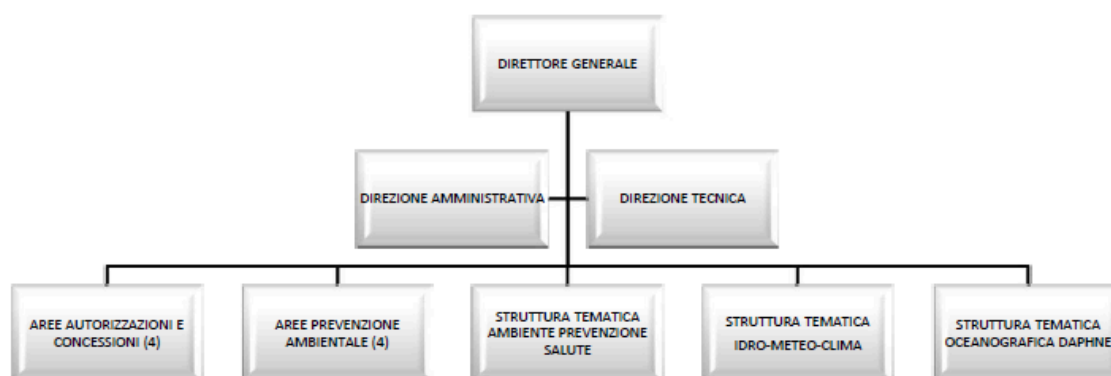 DIRETTORE GENERALE
DIREZIONE AMMINISTRATIVA
DIREZIONE TECNICA
AREE AUTORIZZAZIONI E
CONCESSIONI (4)
AREE PREVENZIONE
AMBIENTALE (4)
STRUTTURA TEMATICA
AMBIENTE PREVENZIONE
SALUTE
STRUTTURA TEMATICA
IDRO-METEO-CLIMA
STRUTTURA TEMATICA
OCEANOGRAFICA DAPHNE